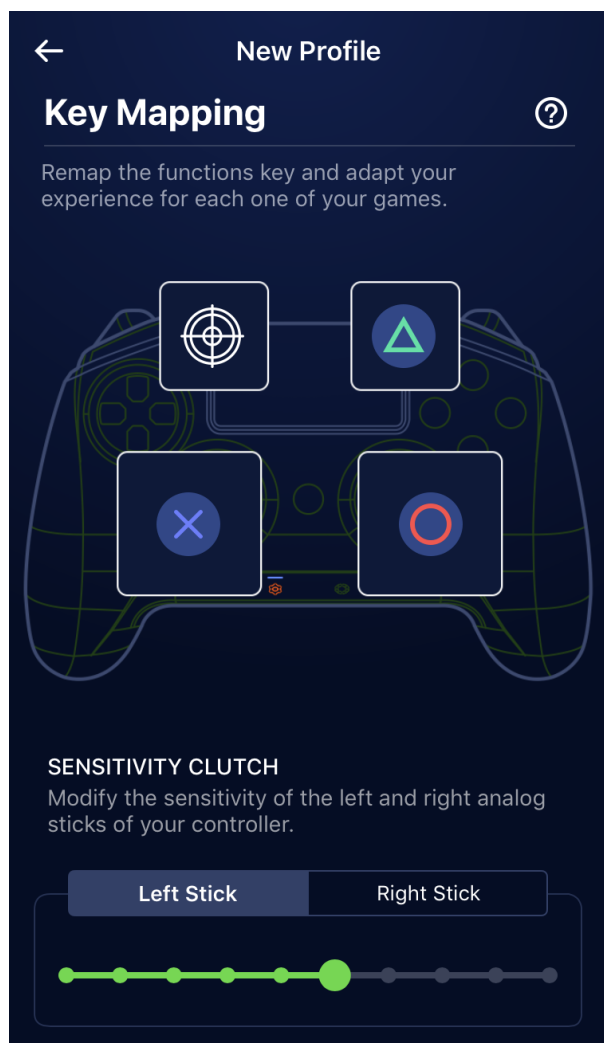 New Profile
Key Mapping
Remap the functions key and adapt your
experience for each one of your games.
SENSITIVITY CLUTCH
Modify the sensitivity of the left and right analog
sticks of your controller.
Left Stick
Right Stick